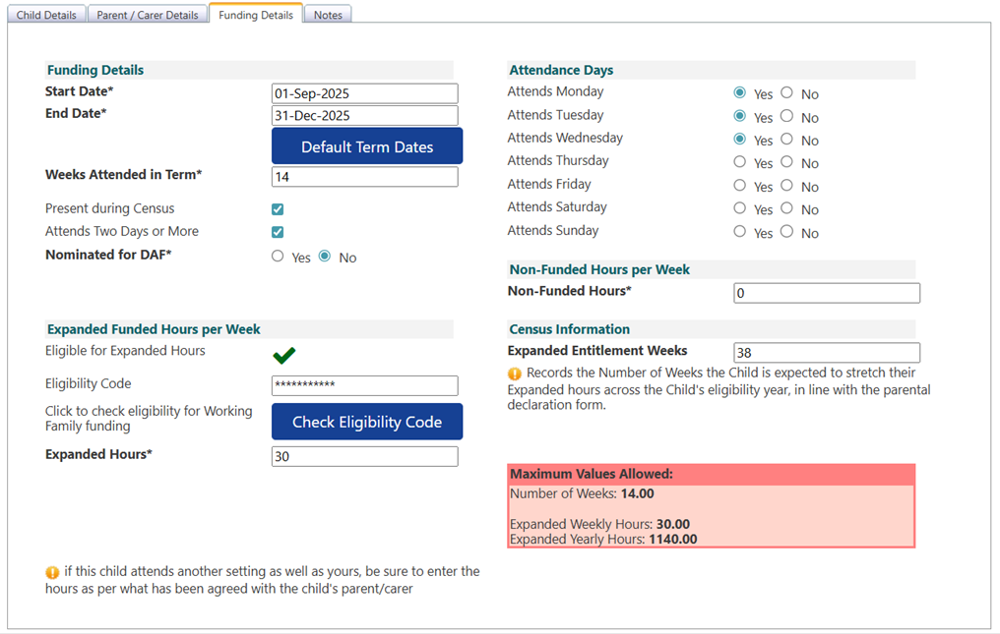 Child Details
Parent / Carer Details
Funding Details
Notes
Funding Details
Start Date*
01-Sep-2025
End Date*
31-Dec-2025
Default Term Dates
Weeks Attended in Term*
14
Present during Census
Attends Two Days or More
Nominated for DAF*
Yes No
Expanded Funded Hours per Week
Eligible for Expanded Hours
Eligibility Code
***********
Click to check eligibility for Working
Family funding
Check Eligibility Code
Expanded Hours*
30
Attendance Days
Attends Monday
Yes No
Attends Tuesday
Yes No
Attends Wednesday
Yes No
Attends Thursday
Yes No
Attends Friday
Yes No
Attends Saturday
Yes No
Attends Sunday
Yes No
Non-Funded Hours per Week
Non-Funded Hours*
0
Census Information
Expanded Entitlement Weeks
38
Records the Number of Weeks the Child is expected to stretch their
Expanded hours across the Child's eligibility year, in line with the parental
declaration form.
Maximum Values Allowed:
Number of Weeks: 14.00
Expanded Weekly Hours: 30.00
Expanded Yearly Hours: 1140.00
if this child attends another setting as well as yours, be sure to enter the
hours as per what has been agreed with the child's parent/carer